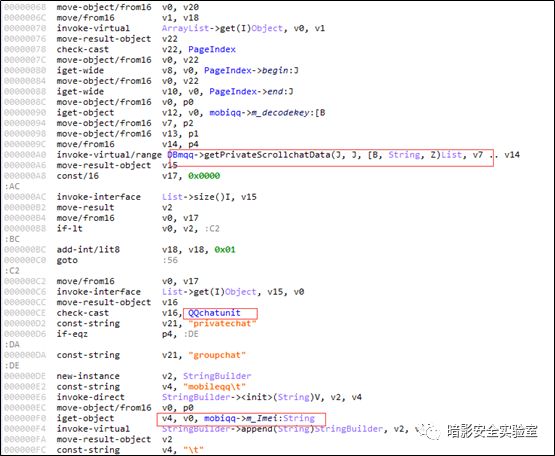 00000068 move-object/from16 v0, v20
0000006C move/from16 v1, v18
00000070 invoke-virtual ArrayList->get(I)Object, v0, v1
00000076 move-result-object v22
00000078 check-cast v22, PageIndex
0000007C move-object/from16 v0, v22
00000080 iget-wide v8, v0, PageIndex->begin:J
00000084 move-object/from16 v0, v22
00000088 iget-wide v10, v0, PageIndex->end:J
0000008C move-object/from16 v0, p0
00000090 iget-object v12, v0, mobiqq->m_decodekey:[B
00000094 move-object/from16 v7, p2
00000098 move-object/from16 v13, p1
0000009C move/from16 v14, p4
000000A0 invoke-virtual/range DBmqq->getPrivateScrollchatData(J, J, [B, String, Z)List, v7 .. v14
000000A6 move-result-object v15
000000A8 const/16 v17, 0x0000
:AC
000000AC invoke-interface List->size()I, v15
000000B2 move-result v2
000000B4 move/from16 v0, v17
000000B8 if-lt v0, v2, :C2
:BC
000000BC add-int/lit8 v18, v18, 0x01
000000C0 goto :56
:C2
000000C2 move/from16 v0, v17
000000C6 invoke-interface List->get(I)Object, v15, v0
000000CC move-result-object v16
000000CE check-cast v16, QQchatunit
000000D2 const-string v21, "privatechat"
000000D6 if-eqz p4, :DE
:DA
000000DA const-string v21, "groupchat"
:DE
000000DE new-instance v2, StringBuilder
000000E2 const-string v4, "mobileqq\t"
000000E6 invoke-direct StringBuilder-><init>(String)V, v2, v4
000000EC move-object/from16 v0, p0
000000F0 iget-object v4, v0, mobiqq->m_Imei:String
000000F4 invoke-virtual StringBuilder->append(String)StringBuilder, v2, v
000000FA move-result-object v2
000000FC const-string v4, "\t"
暗影安全实验室